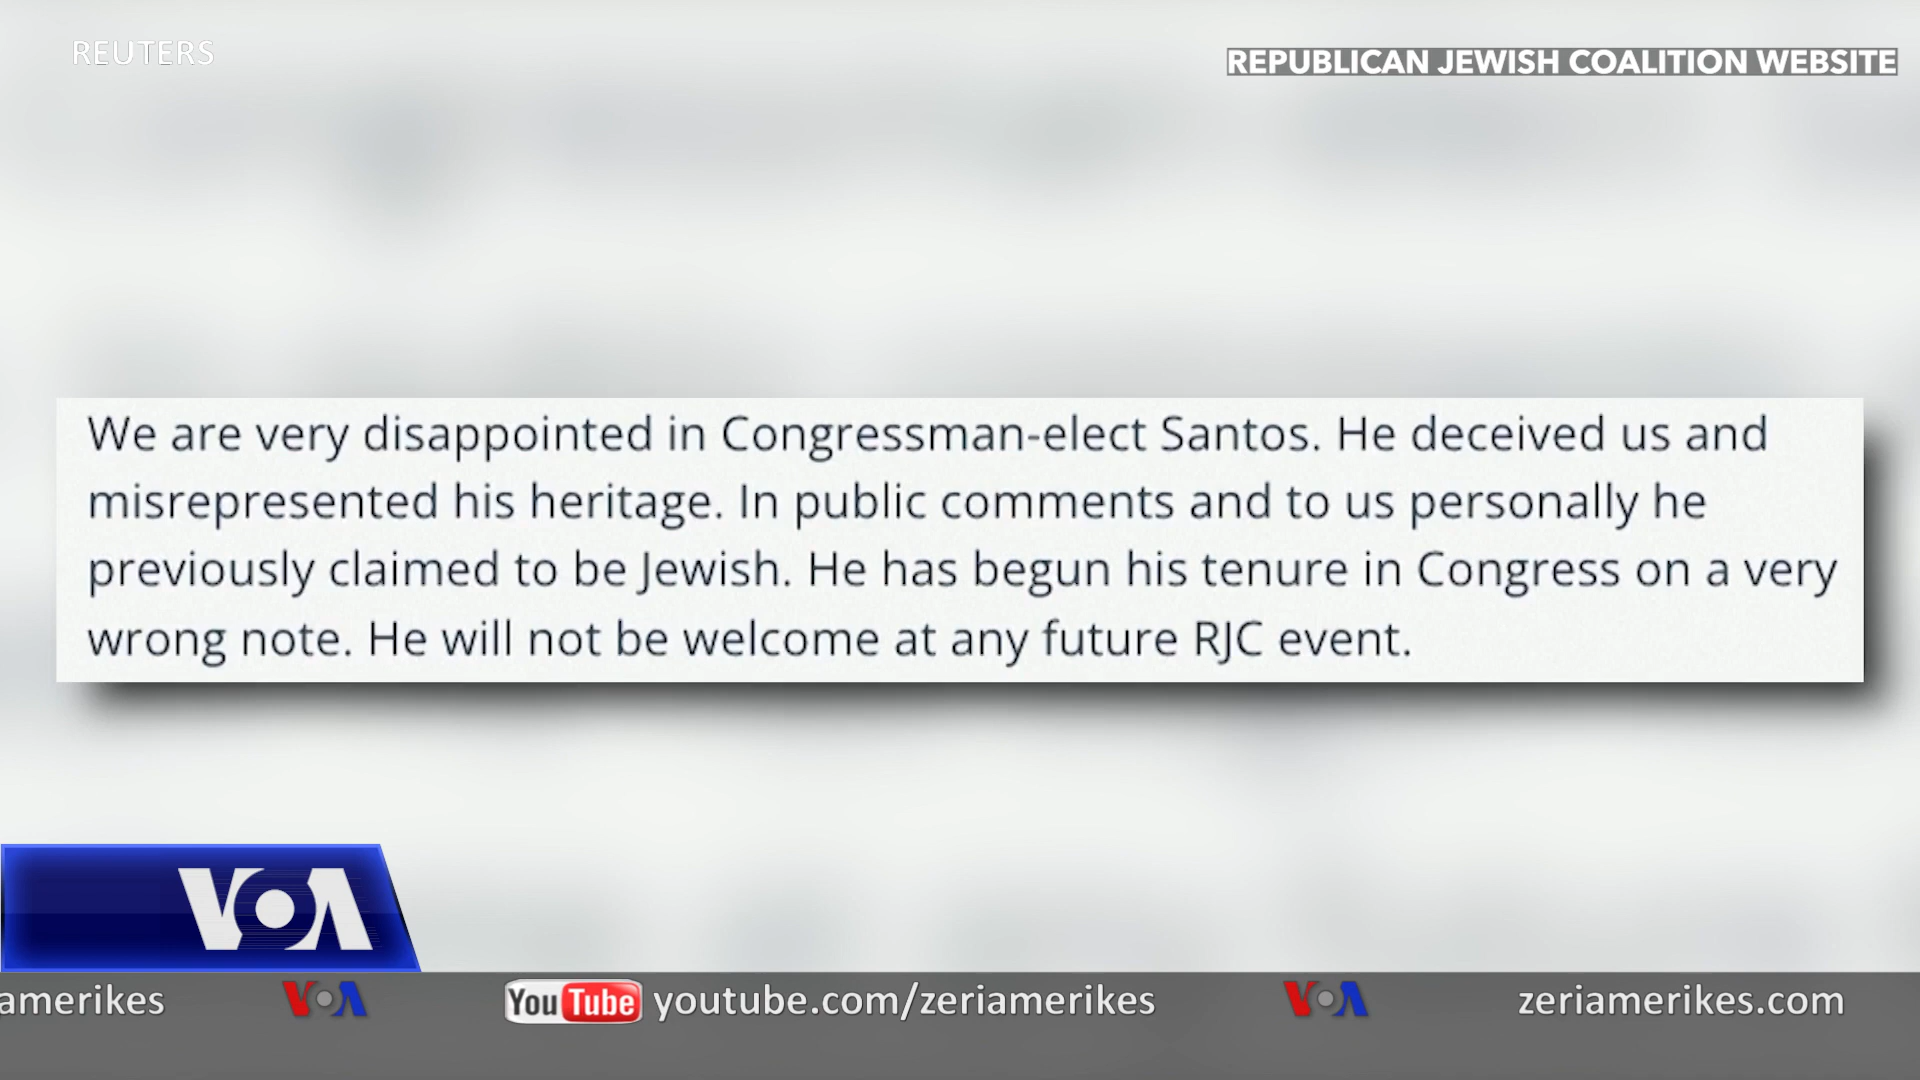 REUTERS
REPUBLICAN JEWISH COALITION WEBSITE
We are very disappointed in Congressman-elect Santos. He deceived us and
misrepresented his heritage. In public comments and to us personally he
previously claimed to be Jewish. He has begun his tenure in Congress on a very
wrong note. He will not be welcome at any future RJC event.
VOA
amerikes VOA YouTube youtube.com/zeriamerikes VOA zeriamerikes.com